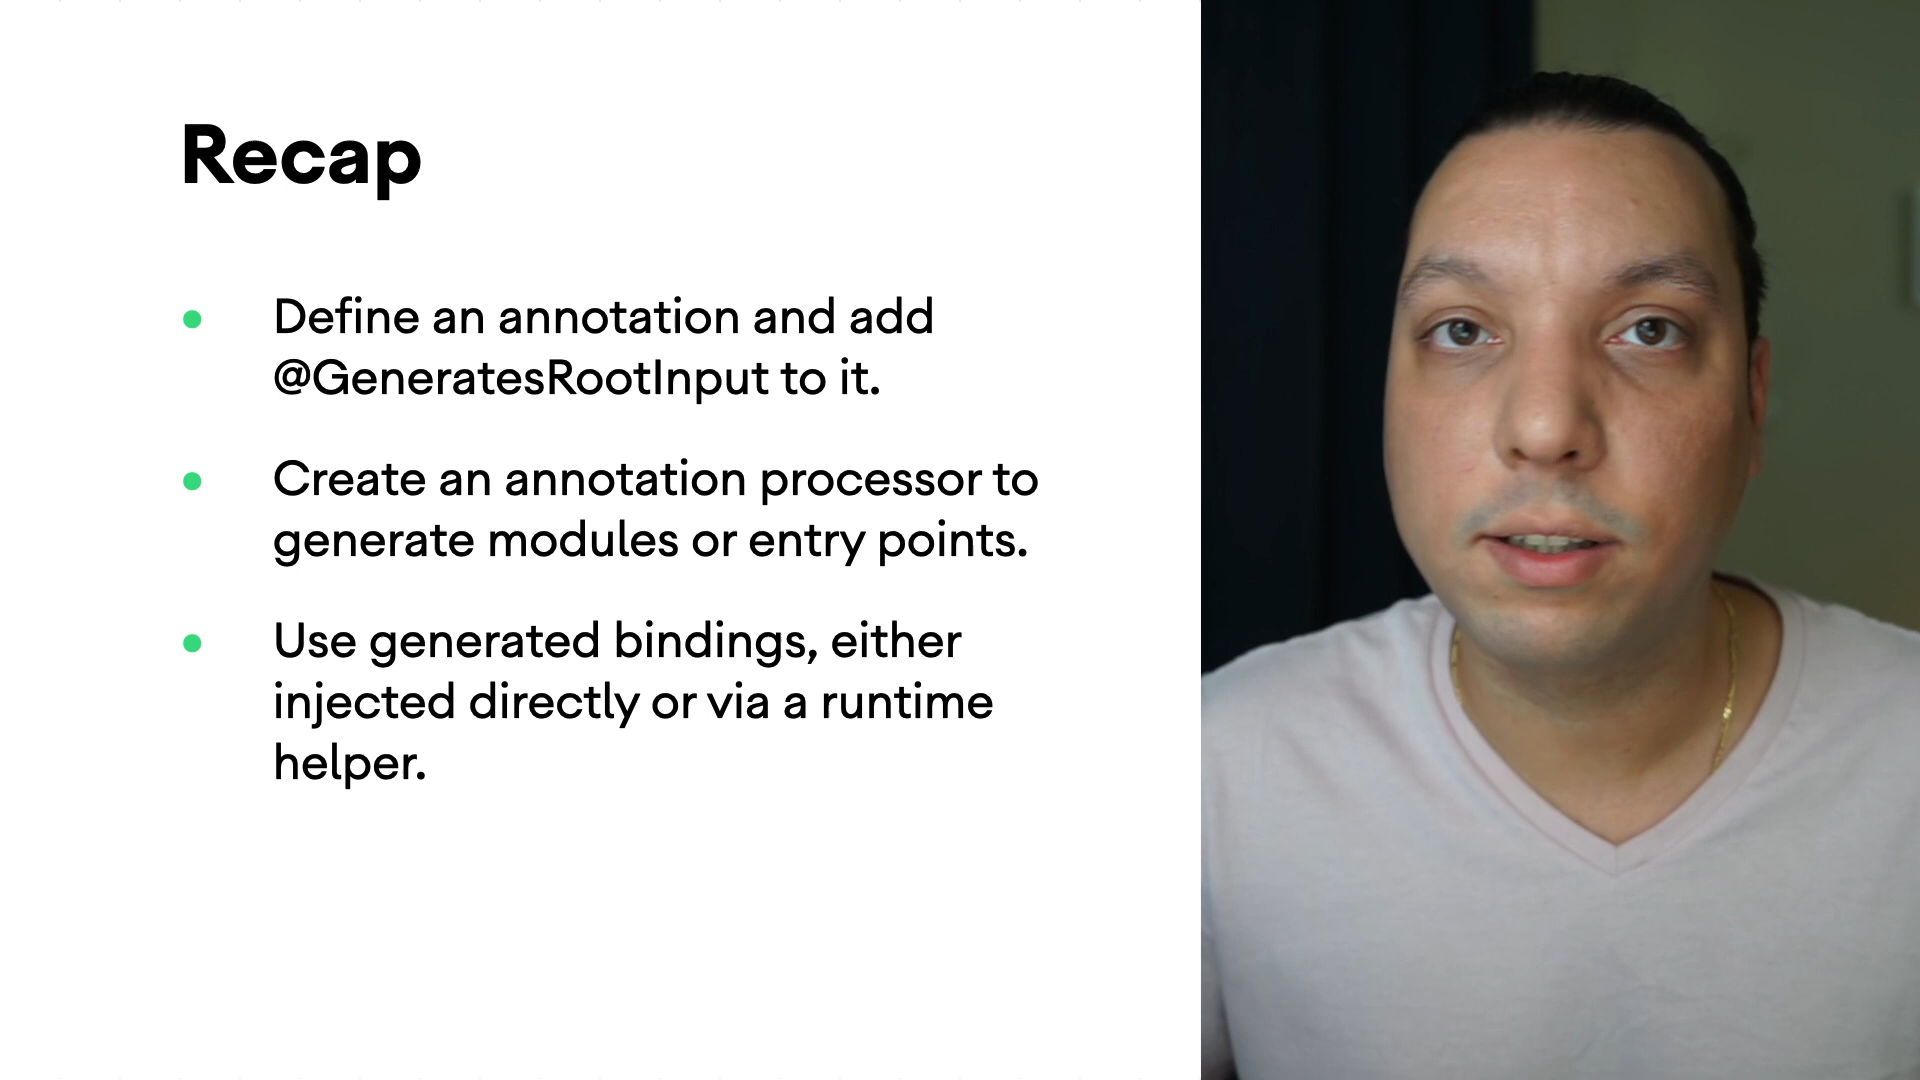 Recap
Define an annotation and add
@GeneratesRootInput to it.
Create an annotation processor to
generate modules or entry points.
Use generated bindings, either
injected directly or via a runtime
helper.